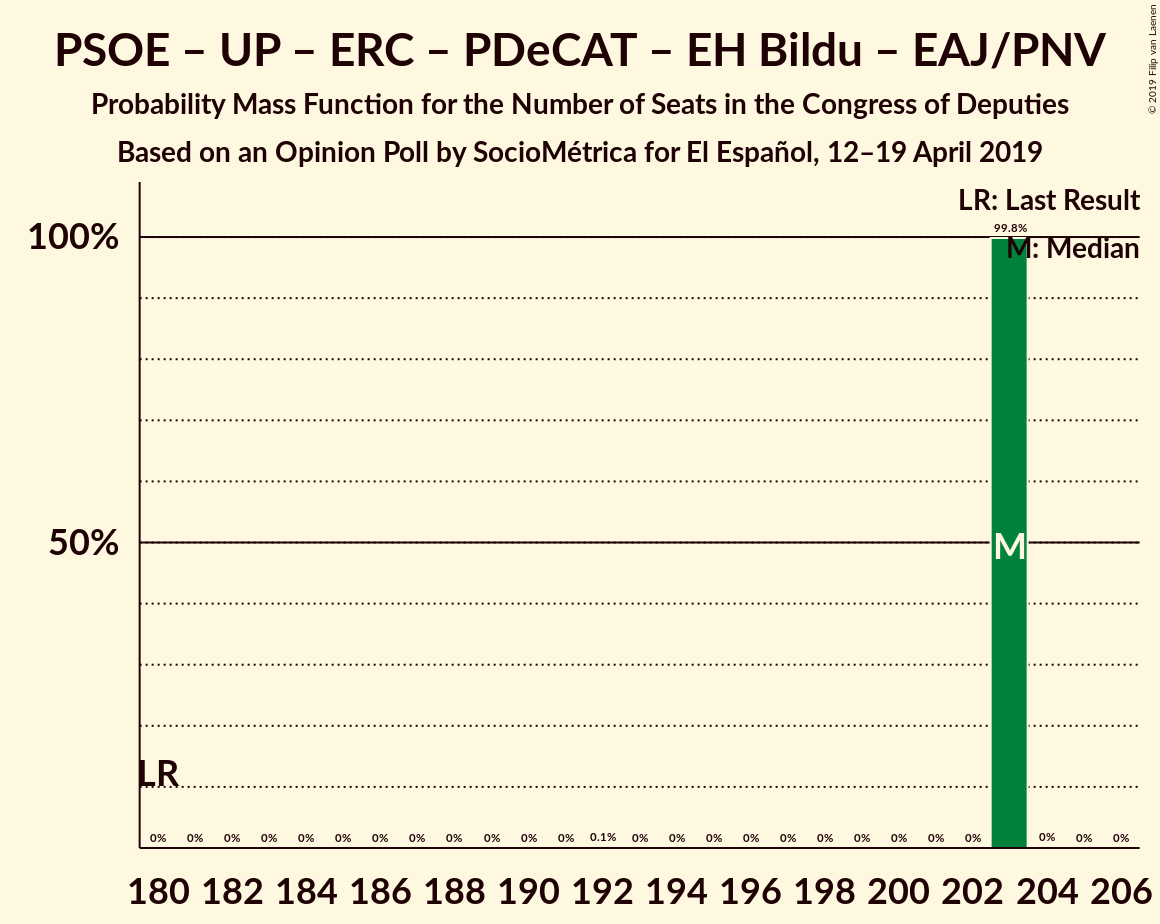 PSOE – UP – ERC – PDeCAT – EH Bildu – EAJ/PNV
Probability Mass Function for the Number of Seats in the Congress of Deputies
Based on an Opinion Poll by SocioMétrica for El Español, 12–19 April 2019
© 2019 Filip van Laenen
LR: Last Result
99.8%
100%
M: Median
50%
M
LR
0% 0% 0% 0% 0% 0% 0% 0% 0% 0% 0% 0% 0.1% 0% 0% 0% 0% 0% 0% 0% 0% 0% 0% 0% 0% 0%
180 182 184 186 188 190 192 194 196 198 200 202 204 206